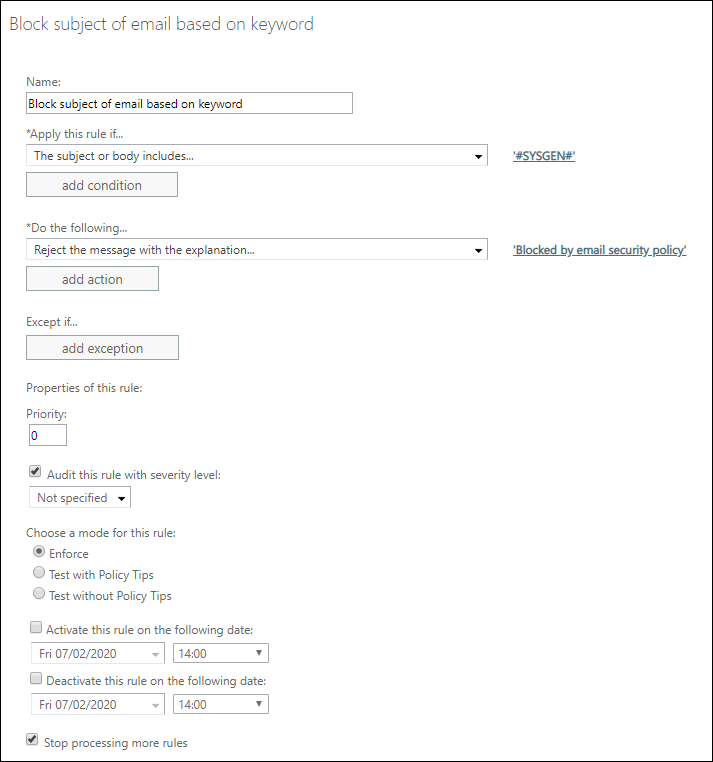 Block subject of email based on keyword
Name:
Block subject of email based on keyword
*Apply this rule if...
The subject or body includes... '#SYSGEN#'
add condition
*Do the following...
Reject the message with the explanation... 'Blocked by email security policy'
add action
Except if...
add exception
Properties of this rule:
Priority:
0
Audit this rule with severity level:
Not specified
Choose a mode for this rule:
Enforce
Test with Policy Tips
Test without Policy Tips
Activate this rule on the following date:
Fri 07/02/2020 14:00
Deactivate this rule on the following date:
Fri 07/02/2020 14:00
Stop processing more rules